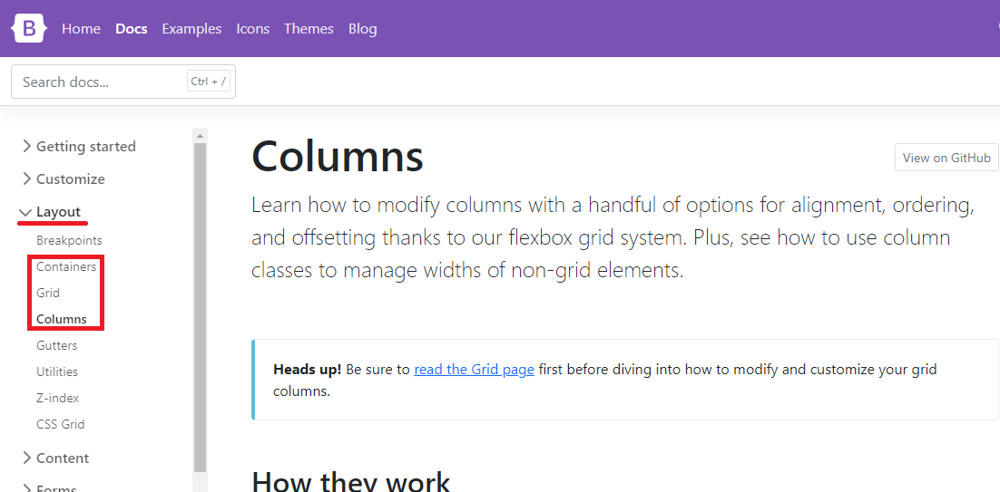 B Home Docs Examples Icons Themes Blog
Search docs... Ctrl + /
Getting started
Customize
Layout
Breakpoints
Containers
Grid
Columns
Gutters
Utilities
Z-index
CSS Grid
Content
Forms
Columns
View on GitHub
Learn how to modify columns with a handful of options for alignment, ordering,
and offsetting thanks to our flexbox grid system. Plus, see how to use column
classes to manage widths of non-grid elements.
Heads up! Be sure to read the Grid page first before diving into how to modify and customize your grid
columns.
How they work